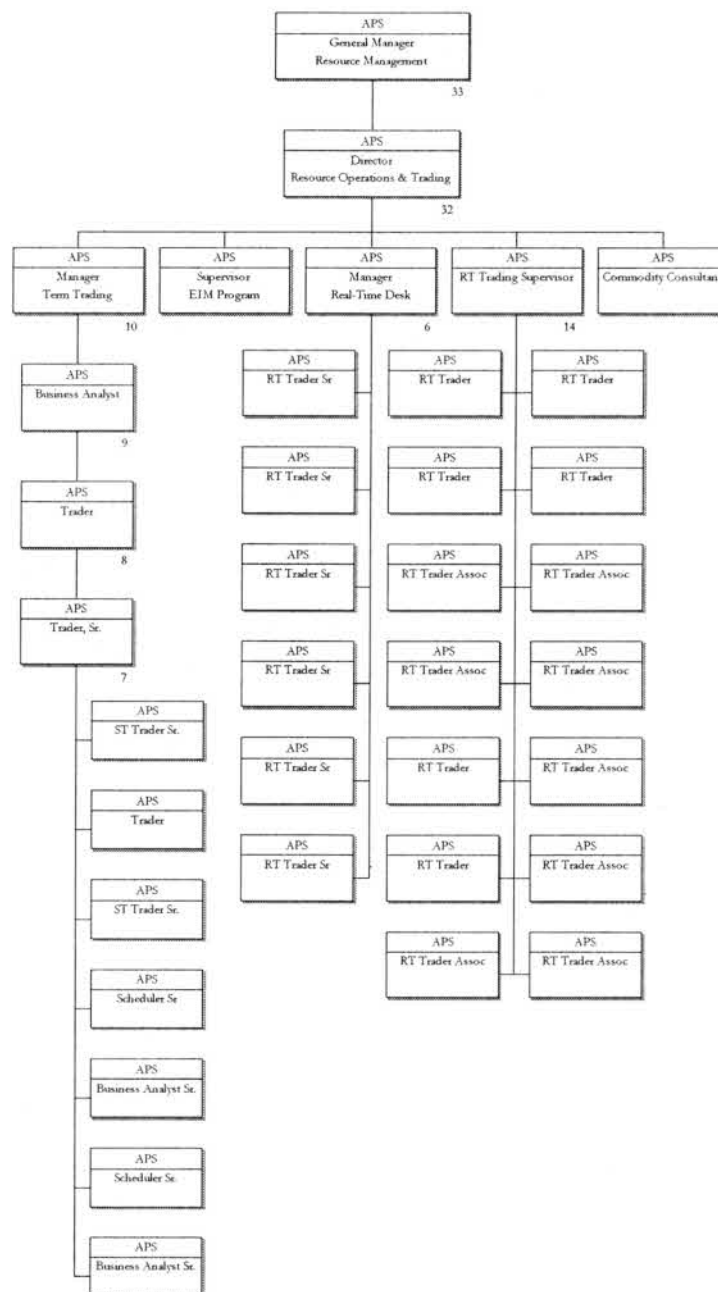 APS
General Manager
Resource Management
33
APS
Director
Resource Operations & Trading
32
APS
Manager
Term Trading
10
APS
Supervisor
EIM Program
APS
Manager
Real-Time Desk
6
APS
RT Trading Supervisor
14
APS
Commodity Consultan
APS
Business Analyst
9
APS
Trader
8
APS
Trader, Sr.
7
APS
ST Trader Sr.
APS
Trader
APS
ST Trader Sr.
APS
Scheduler Sr
APS
Business Analyst Sr.
APS
Scheduler Sr.
APS
Business Analyst Sr.
APS
RT Trader Sr
APS
RT Trader Sr
APS
RT Trader Sr
APS
RT Trader Sr
APS
RT Trader Sr
APS
RT Trader Sr
APS
RT Trader
APS
RT Trader
APS
RT Trader
APS
RT Trader
APS
RT Trader Assoc
APS
RT Trader Assoc
APS
RT Trader Assoc
APS
RT Trader Assoc
APS
RT Trader
APS
RT Trader Assoc
APS
RT Trader
APS
RT Trader Assoc
APS
RT Trader Assoc
APS
RT Trader Assoc